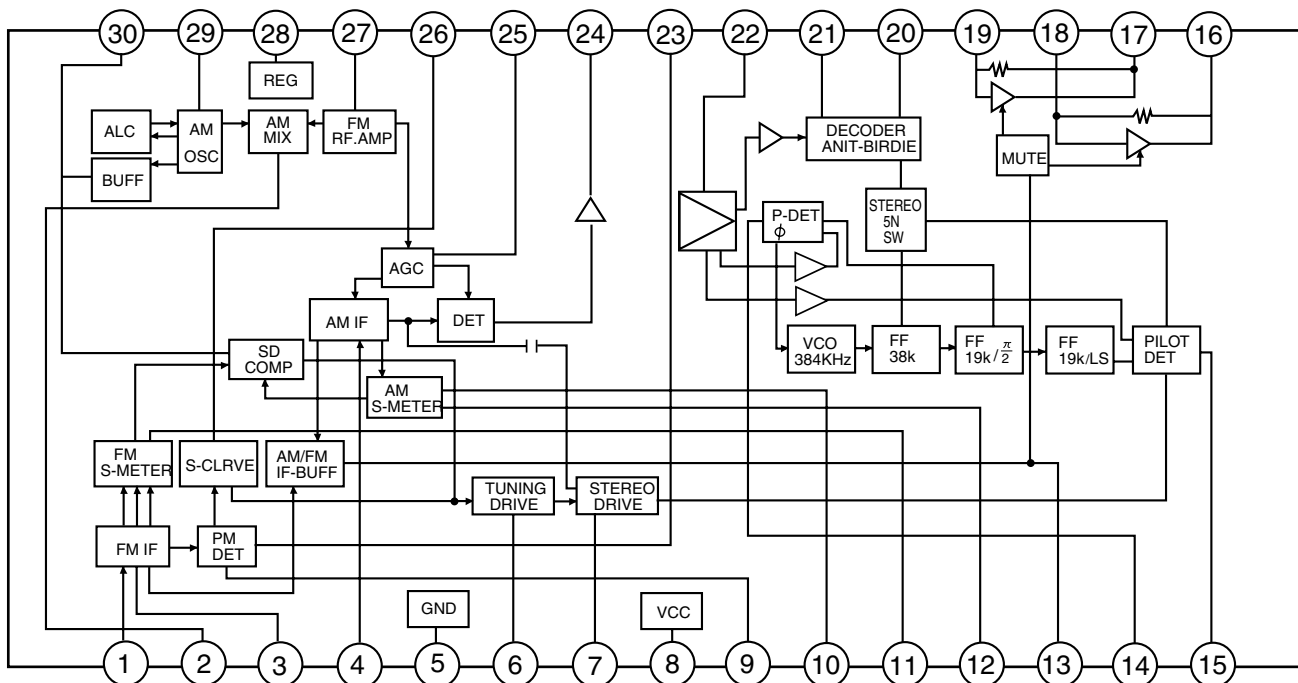 30 29 28 27 26 25 24 23 22 21 20 19 18 17 16
REG
ALC
AM
OSC
AM
MIX
FM
RF.AMP
BUFF
DECODER
ANIT-BIRDIE
MUTE
STEREO
5N
SW
P-DET
ϕ
AGC
AM IF
DET
SD
COMP
AM
S-METER
VCO
384KHz
FF
38k
FF
19k/π/2
FF
19k/LS
PILOT
DET
FM
S-METER
S-CLRVE
AM/FM
IF-BUFF
TUNING
DRIVE
STEREO
DRIVE
FM IF
PM
DET
GND
VCC
1 2 3 4 5 6 7 8 9 10 11 12 13 14 15